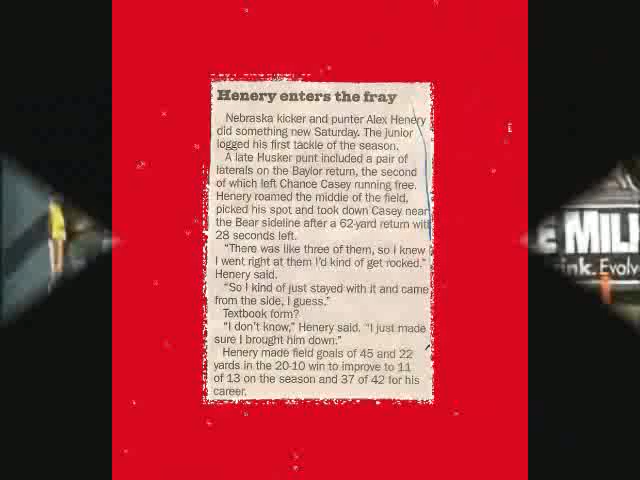 Henery enters the fray
Nebraska kicker and punter Alex Henery
did something new Saturday. The junior
logged his first tackle of the season.
A late Husker punt included a pair of
laterals on the Baylor return, the second
of which left Chance Casey running free.
Henery roamed the middle of the field,
picked his spot and took down Casey near
the Bear sideline after a 62-yard return with
28 seconds left.
"There was like three of them, so I knew
I went right at them I'd kind of get rocked."
Henery said.
"So I kind of just stayed with it and came
from the side, I guess."
Textbook form?
"I don't know," Henery said. "I just made
sure I brought him down."
Henery made field goals of 45 and 22
yards in the 20-10 win to improve to 11
of 13 on the season and 37 of 42 for his
career.
MIL
ink. Evolv